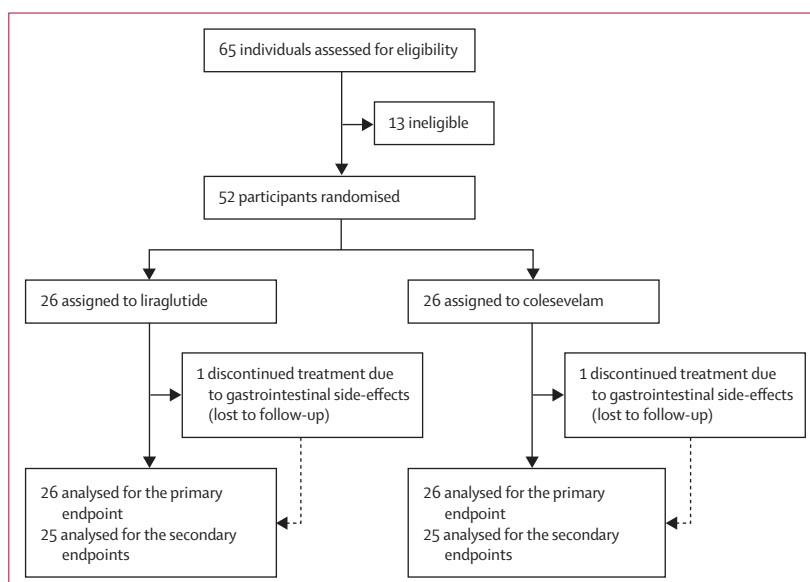 65 individuals assessed for eligibility
13 ineligible
52 participants randomised
26 assigned to liraglutide
26 assigned to colesevelam
1 discontinued treatment due
to gastrointestinal side-effects
(lost to follow-up)
1 discontinued treatment due
to gastrointestinal side-effects
(lost to follow-up)
26 analysed for the primary
endpoint
25 analysed for the secondary
endpoints
26 analysed for the primary
endpoint
25 analysed for the secondary
endpoints